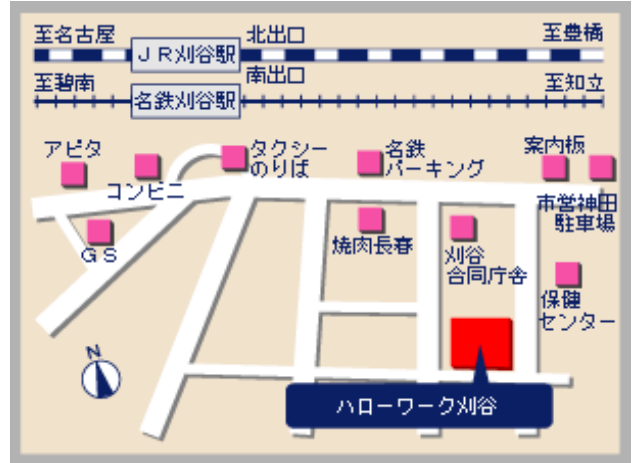 至名古屋
北出口
至豊橋
ＪＲ刈谷駅
至碧南
南出口
至知立
名鉄刈谷駅
アピタ
コンビニ
タクシー
のりば
名鉄
パーキング
案内板
市営神田
駐車場
ＧＳ
焼肉長春
刈谷
合同庁舎
保健
センター
N
ハローワーク刈谷